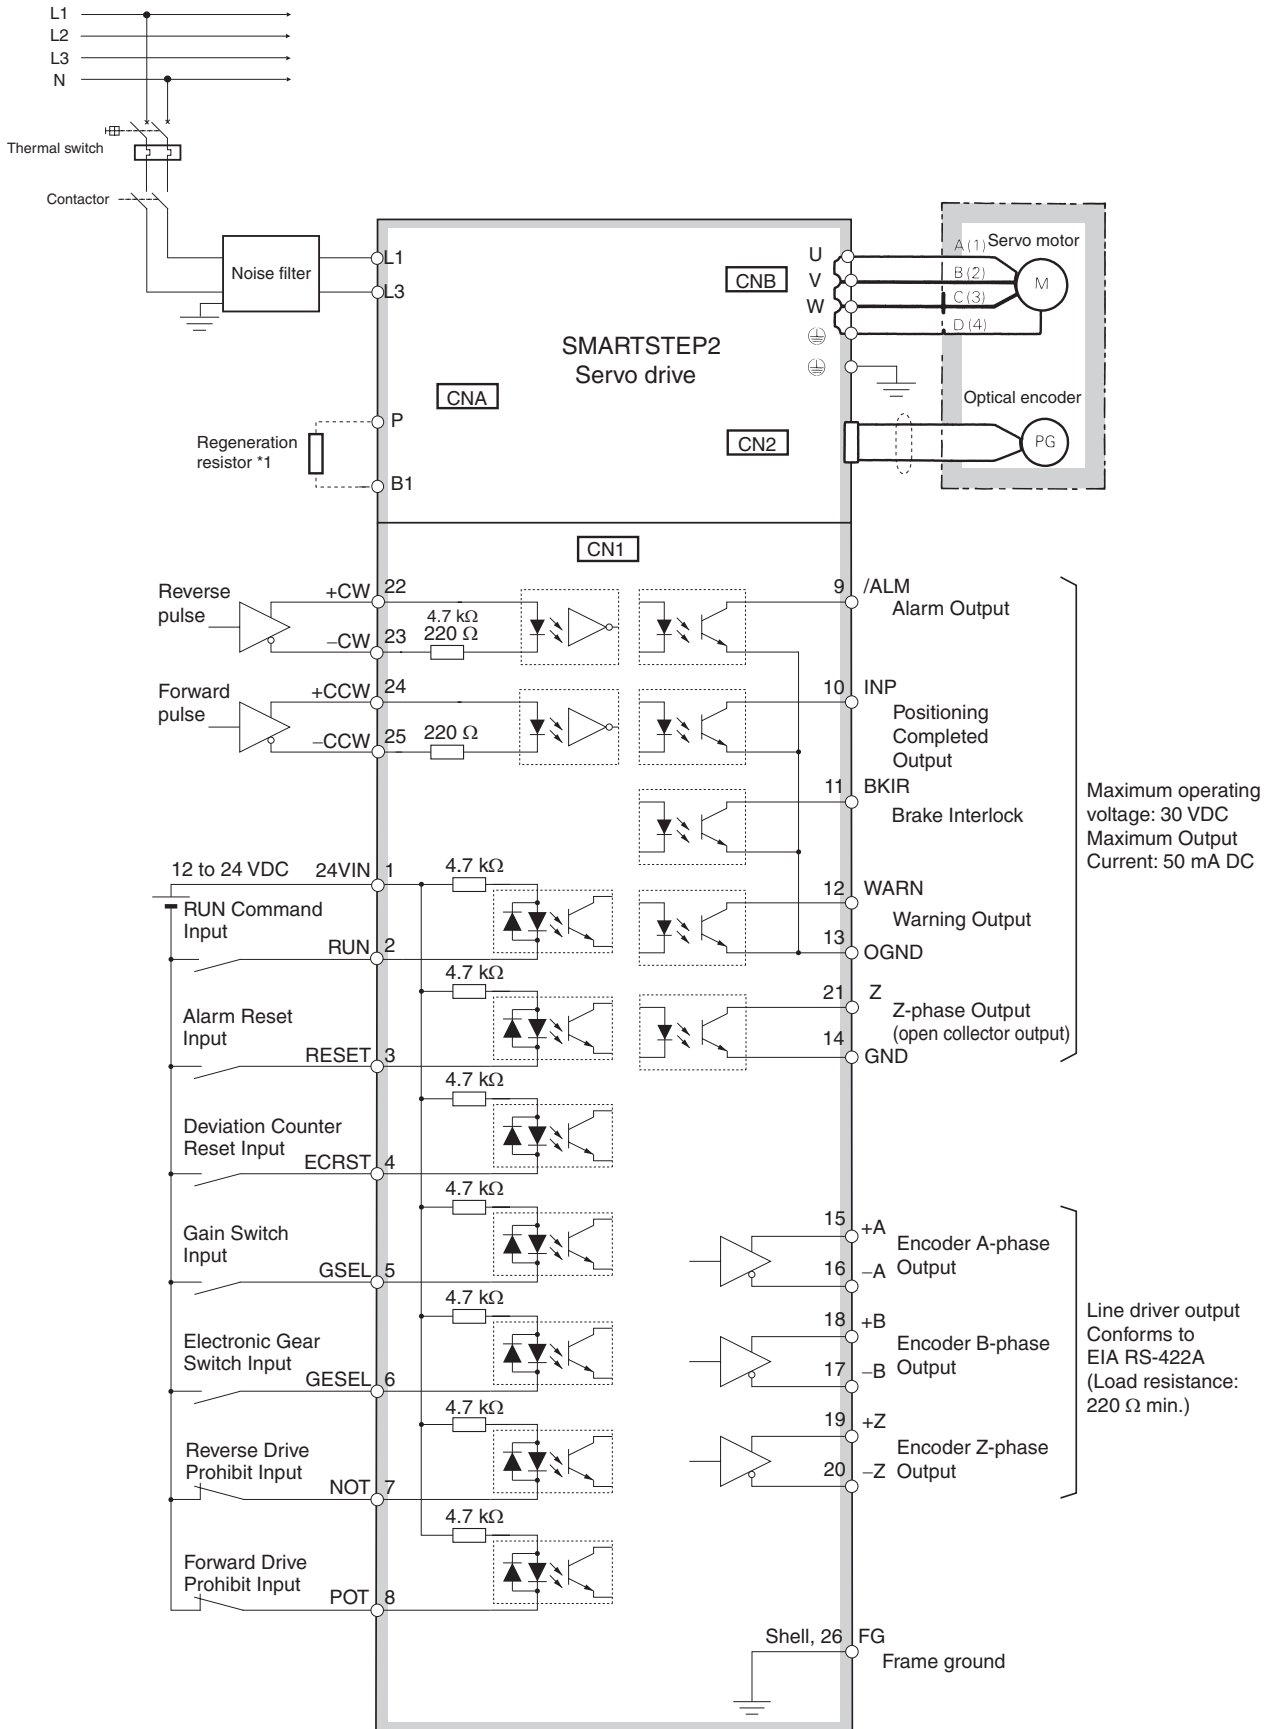 L1
L2
L3
N
Thermal switch
Contactor
Noise filter
L1
L3
CNB
U
V
W
A (1)
B (2)
C (3)
D (4)
Servo motor
M
SMARTSTEP2
Servo drive
CNA
P
Regeneration
resistor *1
B1
CN2
Optical encoder
PG
CN1
Reverse
pulse
+CW
22
–CW
23
4.7 kΩ
220 Ω
Forward
pulse
+CCW
24
–CCW
25
220 Ω
9
/ALM
Alarm Output
10
INP
Positioning
Completed
Output
11
BKIR
Brake Interlock
12
WARN
Warning Output
13
OGND
21
Z
Z-phase Output
(open collector output)
14
GND
Maximum operating
voltage: 30 VDC
Maximum Output
Current: 50 mA DC
12 to 24 VDC
24VIN
1
4.7 kΩ
RUN Command
Input
RUN
2
4.7 kΩ
Alarm Reset
Input
RESET
3
4.7 kΩ
Deviation Counter
Reset Input
ECRST
4
4.7 kΩ
Gain Switch
Input
GSEL
5
4.7 kΩ
Electronic Gear
Switch Input
GESEL
6
4.7 kΩ
Reverse Drive
Prohibit Input
NOT
7
4.7 kΩ
Forward Drive
Prohibit Input
POT
8
15
+A
16
–A
Encoder A-phase
Output
18
+B
17
–B
Encoder B-phase
Output
19
+Z
20
–Z
Encoder Z-phase
Output
Line driver output
Conforms to
EIA RS-422A
(Load resistance:
220 Ω min.)
Shell, 26
FG
Frame ground